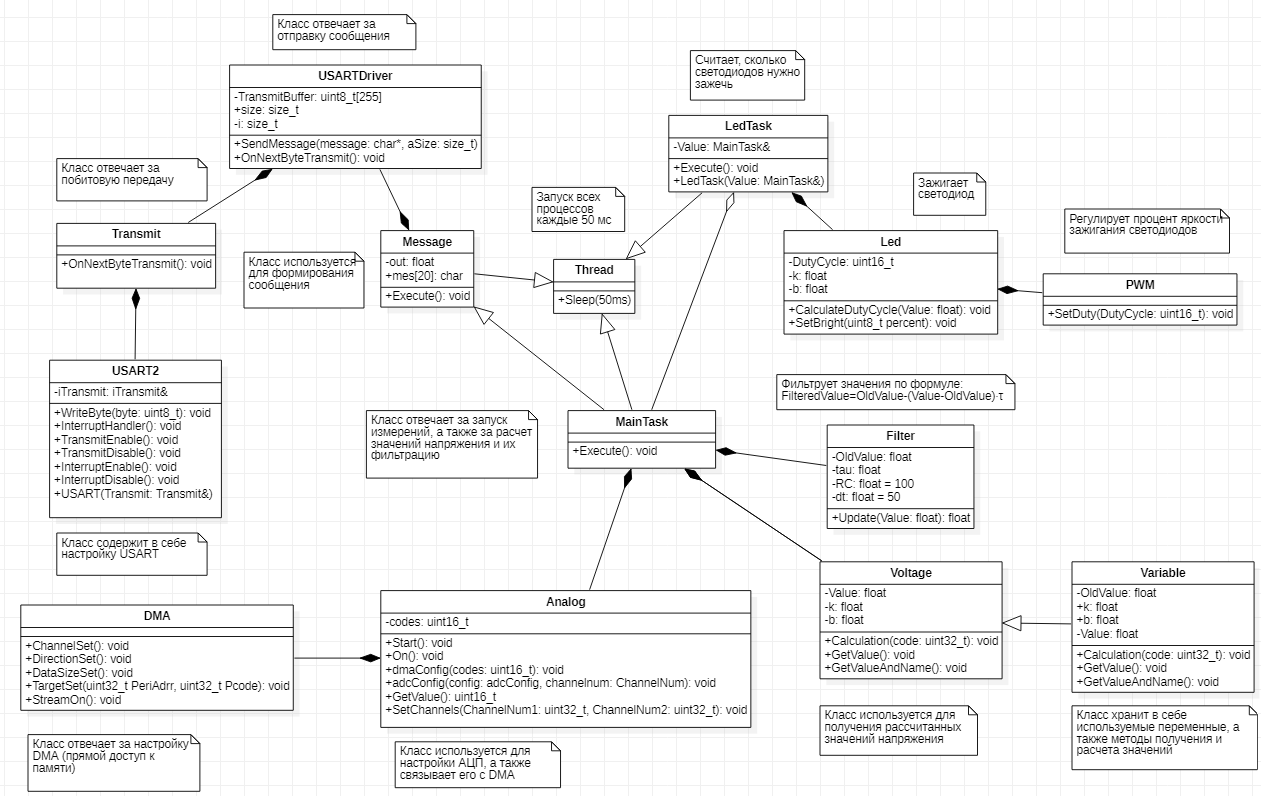 Класс отвечает за
отправку сообщения
USARTDriver
-TransmitBuffer: uint8_t[255]
+size: size_t
-i: size_t
+SendMessage(message: char*, aSize: size_t)
+OnNextByteTransmit(): void
Считает, сколько
светодиодов нужно
зажечь
LedTask
-Value: MainTask&
+Execute(): void
+LedTask(Value: MainTask&)
Класс отвечает за
побитовую передачу
Transmit
+OnNextByteTransmit(): void
Класс используется
для формирования
сообщения
Message
-out: float
+mes[20]: char
+Execute(): void
Запуск всех
процессов
каждые 50 мс
Thread
+Sleep(50ms)
Зажигает
светодиод
Led
-DutyCycle: uint16_t
-k: float
-b: float
+CalculateDutyCycle(Value: float): void
+SetBright(uint8_t percent): void
Регулирует процент яркости
зажигания светодиодов
PWM
+SetDuty(DutyCycle: uint16_t): void
USART2
-iTransmit: iTransmit&
+WriteByte(byte: uint8_t): void
+InterruptHandler(): void
+TransmitEnable(): void
+TransmitDisable(): void
+InterruptEnable(): void
+InterruptDisable(): void
+USART(Transmit: Transmit&)
Класс содержит в себе
настройку USART
Класс отвечает за запуск
измерений, а также за расчет
значений напряжения и их
фильтрацию
MainTask
+Execute(): void
Фильтрует значения по формуле:
FilteredValue=OldValue-(Value-OldValue)·τ
Filter
-OldValue: float
-tau: float
-RC: float = 100
-dt: float = 50
+Update(Value: float): float
DMA
+ChannelSet(): void
+DirectionSet(): void
+DataSizeSet(): void
+TargetSet(uint32_t PeriAdrr, uint32_t Pcode): void
+StreamOn(): void
Класс отвечает за настройку
DMA (прямой доступ к
памяти)
Analog
-codes: uint16_t
+Start(): void
+On(): void
+dmaConfig(codes: uint16_t): void
+adcConfig(config: adcConfig, channelnum: ChannelNum): void
+GetValue(): uint16_t
+SetChannels(ChannelNum1: uint32_t, ChannelNum2: uint32_t): void
Класс используется для
настройки АЦП, а также
связывает его с DMA
Voltage
-Value: float
-k: float
-b: float
+Calculation(code: uint32_t): void
+GetValue(): void
+GetValueAndName(): void
Класс используется для
получения рассчитанных
значений напряжения
Variable
-OldValue: float
+k: float
+b: float
-Value: float
+Calculation(code: uint32_t): void
+GetValue(): void
+GetValueAndName(): void
Класс хранит в себе
используемые переменные, а
также методы получения и
расчета значений